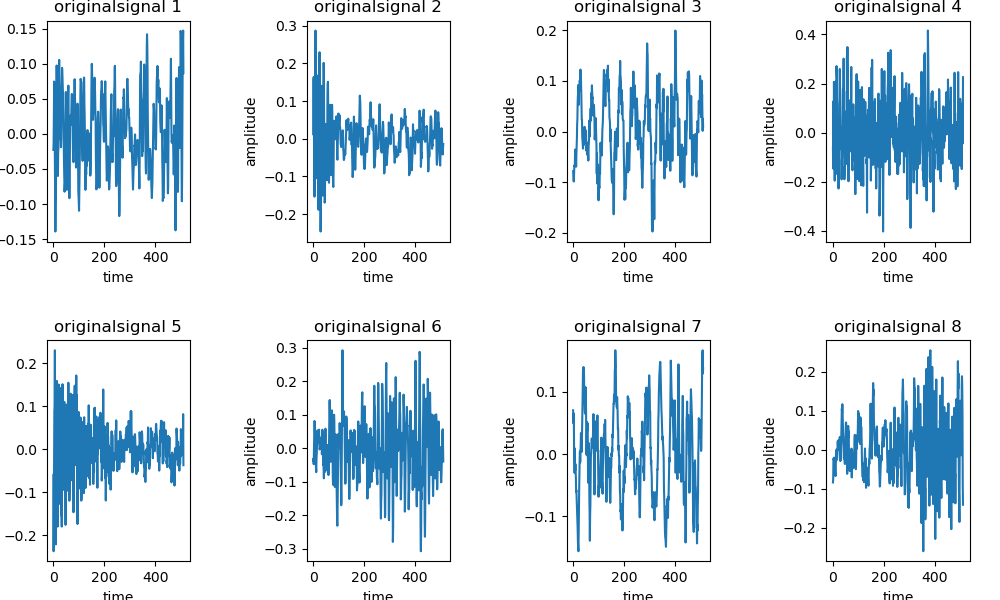 originalsignal 1 originalsignal 2 originalsignal 3 originalsignal 4
0.15 0.10 0.05 0.00 −0.05 −0.10 −0.15
amplitude 0.3 0.2 0.1 0.0 −0.1 −0.2
amplitude 0.2 0.1 0.0 −0.1 −0.2
amplitude 0.4 0.2 0.0 −0.2 −0.4
0 200 400 0 200 400 0 200 400 0 200 400
time time time time
originalsignal 5 originalsignal 6 originalsignal 7 originalsignal 8
0.2 0.1 0.0 −0.1 −0.2
amplitude 0.3 0.2 0.1 0.0 −0.1 −0.2 −0.3
amplitude 0.1 0.0 −0.1
amplitude 0.2 0.1 0.0 −0.1 −0.2
0 200 400 0 200 400 0 200 400 0 200 400
time time time time